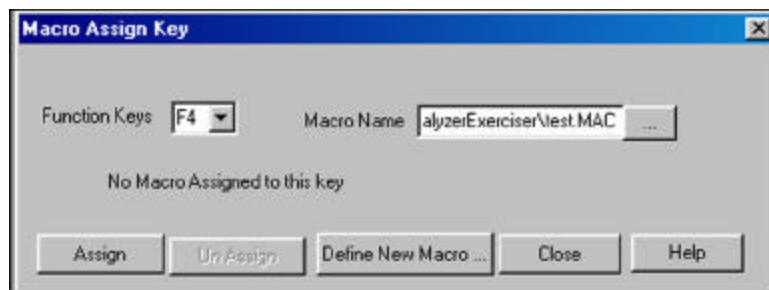 Macro Assign Key
Function Keys F4 Macro Name alyzerExerciser\test.MAC ...
No Macro Assigned to this key
Assign Un Assign Define New Macro ... Close Help